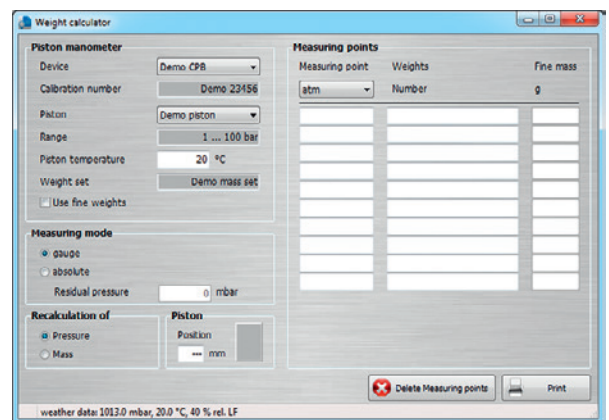 Weight calculator
Piston manometer
Device Demo CPB
Calibration number Demo 23456
Piston Demo piston
Range 1 ... 100 bar
Piston temperature 20 °C
Weight set Demo mass set
Use fine weights
Measuring mode
gauge
absolute
Residual pressure 0 mbar
Recalculation of
Pressure
Mass
Piston
Position
--- mm
Measuring points
Measuring point Weights Fine mass
atm Number g
Delete Measuring points Print
weather data: 1013.0 mbar, 20.0 °C, 40 % rel. LF